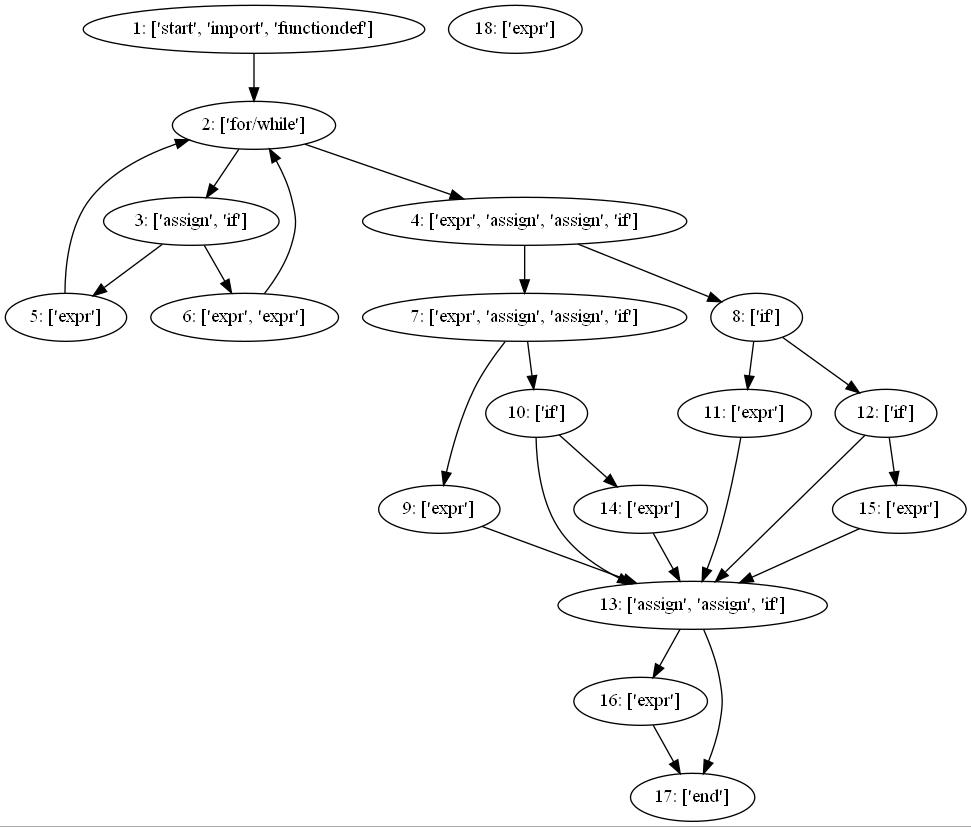 1: ['start', 'import', 'functiondef']
18: ['expr']
2: ['for/while']
3: ['assign', 'if']
4: ['expr', 'assign', 'assign', 'if']
5: ['expr']
6: ['expr', 'expr']
7: ['expr', 'assign', 'assign', 'if']
8: ['if']
10: ['if']
11: ['expr']
12: ['if']
9: ['expr']
14: ['expr']
15: ['expr']
13: ['assign', 'assign', 'if']
16: ['expr']
17: ['end']